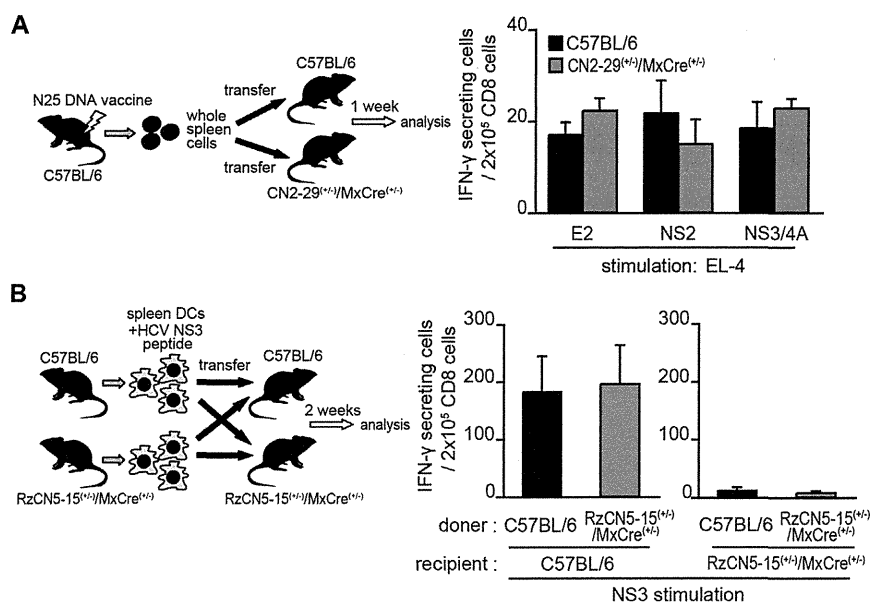 A
N25 DNA vaccine
C57BL/6
whole
spleen
cells
transfer
transfer
C57BL/6
CN2-29(+/-)/MxCre(+/-)
1 week
analysis
IFN-γ secreting cells
/ 2x10⁵ CD8 cells
40
20
0
C57BL/6
CN2-29(+/-)/MxCre(+/-)
E2 NS2 NS3/4A
stimulation: EL-4
B
spleen DCs
+HCV NS3
peptide
C57BL/6
transfer
C57BL/6
2 weeks
analysis
RzCN5-15(+/-)/MxCre(+/-)
RzCN5-15(+/-)/MxCre(+/-)
IFN-γ secreting cells
/ 2x10⁵ CD8 cells
300
200
100
0
300
200
100
0
doner : C57BL/6 RzCN5-15(+/-)
/MxCre(+/-)
C57BL/6 RzCN5-15(+/-)
/MxCre(+/-)
recipient : C57BL/6 RzCN5-15(+/-)/MxCre(+/-)
NS3 stimulation